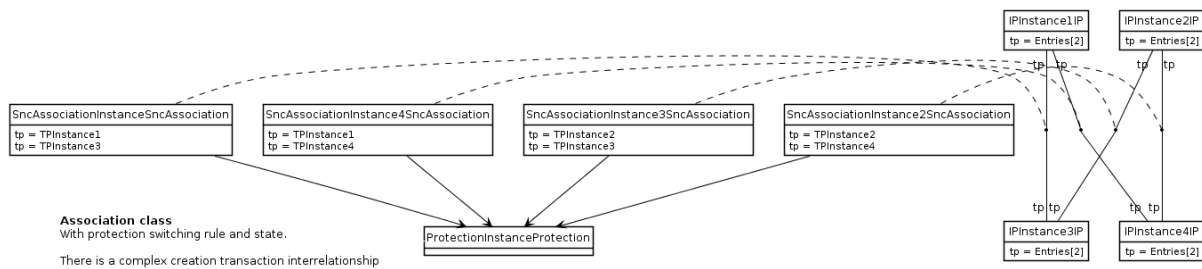 IPInstance1IP
tp = Entries[2]
IPInstance2IP
tp = Entries[2]
tp
tp
tp
tp
SncAssociationInstanceSncAssociation
tp = TPInstance1
tp = TPInstance3
SncAssociationInstance4SncAssociation
tp = TPInstance1
tp = TPInstance4
SncAssociationInstance3SncAssociation
tp = TPInstance2
tp = TPInstance3
SncAssociationInstance2SncAssociation
tp = TPInstance2
tp = TPInstance4
tp
tp
tp
tp
Association class
With protection switching rule and state.
There is a complex creation transaction interrelationship
ProtectionInstanceProtection
IPInstance3IP
tp = Entries[2]
IPInstance4IP
tp = Entries[2]